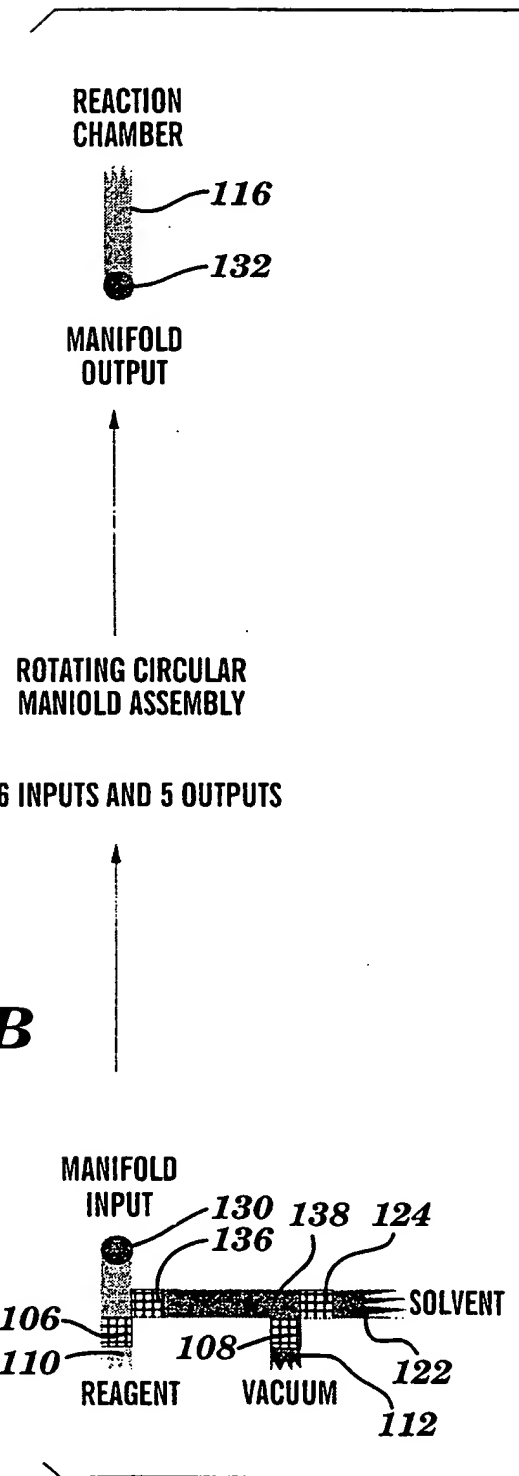 REACTION
CHAMBER
116
132
MANIFOLD
OUTPUT
ROTATING CIRCULAR
MANIOLD ASSEMBLY
6 INPUTS AND 5 OUTPUTS
B
MANIFOLD
INPUT
130 138 124
136
SOLVENT
106
108
122
110
REAGENT VACUUM
112